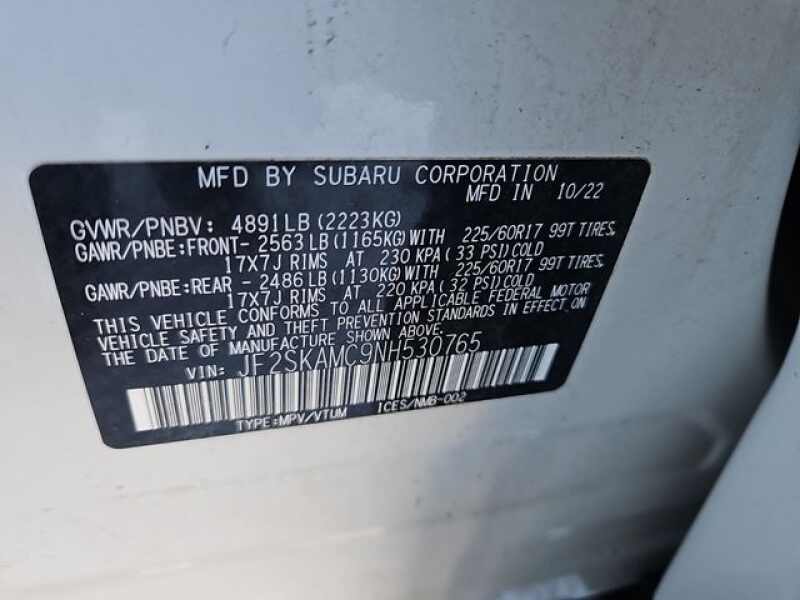 MFD BY SUBARU CORPORATION
MFD IN 10/22
GVWR/PNBV: 4891LB (2223KG)
GAWR/PNBE:FRONT- 2563LB (1165KG) WITH 225/60R17 99T TIRES,
17X7J RIMS AT 230 KPA (33 PSI) COLD
GAWR/PNBE:REAR - 2486LB (1130KG) WITH 225/60R17 99T TIRES,
17X7J RIMS AT 220 KPA (32 PSI) COLD
THIS VEHICLE CONFORMS TO ALL APPLICABLE FEDERAL MOTOR
VEHICLE SAFETY AND THEFT PREVENTION STANDARDS IN EFFECT ON
THE DATE OF MANUFACTURE SHOWN ABOVE.
VIN: JF2SKAMC9NH530765
TYPE:MPV/VTUM ICES/NMB-002